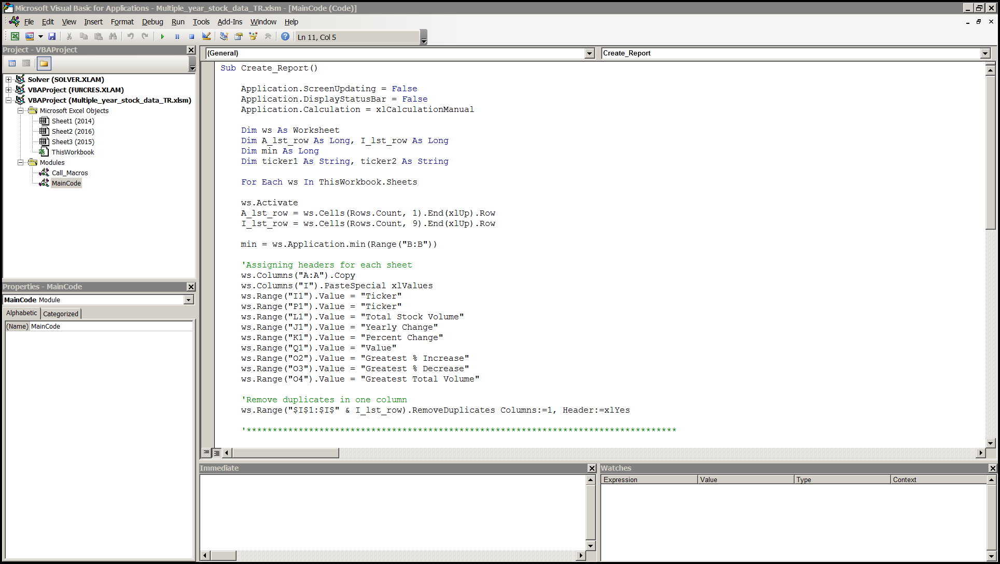 Microsoft Visual Basic for Applications - Multiple_year_stock_data_TR.xlsm - [MainCode (Code)]
File Edit View Insert Format Debug Run Tools Add-Ins Window Help
Ln 11, Col 5
Project - VBAProject
Solver (SOLVER.XLAM)
VBAProject (FUNCRES.XLAM)
VBAProject (Multiple_year_stock_data_TR.xlsm)
Microsoft Excel Objects
Sheet1 (2014)
Sheet2 (2016)
Sheet3 (2015)
ThisWorkbook
Modules
Call_Macros
MainCode
Properties - MainCode
MainCode Module
Alphabetic Categorized
(Name) MainCode
(General) Create_Report
Sub Create_Report()
Application.ScreenUpdating = False
Application.DisplayStatusBar = False
Application.Calculation = xlCalculationManual
Dim ws As Worksheet
Dim A_lst_row As Long, I_lst_row As Long
Dim min As Long
Dim ticker1 As String, ticker2 As String
For Each ws In ThisWorkbook.Sheets
ws.Activate
A_lst_row = ws.Cells(Rows.Count, 1).End(xlUp).Row
I_lst_row = ws.Cells(Rows.Count, 9).End(xlUp).Row
min = ws.Application.min(Range("B:B"))
'Assigning headers for each sheet
ws.Columns("A:A").Copy
ws.Columns("I").PasteSpecial xlValues
ws.Range("I1").Value = "Ticker"
ws.Range("P1").Value = "Ticker"
ws.Range("L1").Value = "Total Stock Volume"
ws.Range("J1").Value = "Yearly Change"
ws.Range("K1").Value = "Percent Change"
ws.Range("Q1").Value = "Value"
ws.Range("O2").Value = "Greatest % Increase"
ws.Range("O3").Value = "Greatest % Decrease"
ws.Range("O4").Value = "Greatest Total Volume"
'Remove duplicates in one column
ws.Range("$I$1:$I$" & I_lst_row).RemoveDuplicates Columns:=1, Header:=xlYes
'***********************************************************************************
Immediate
Watches
Expression Value Type Context